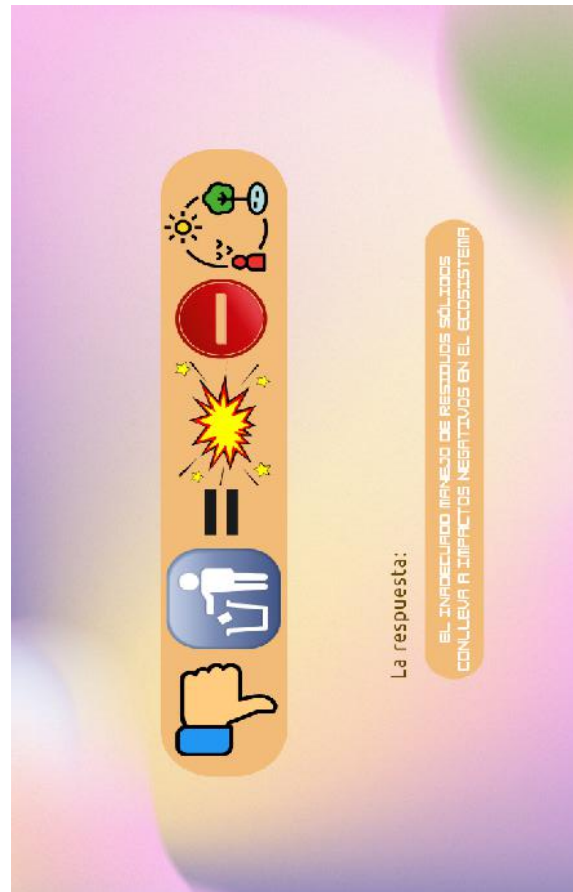 La respuesta:
EL INADECUADO MANEJO DE RESIDUOS SÓLIDOS
CONLLEVA A IMPACTOS NEGATIVOS EN EL ECOSISTEMA